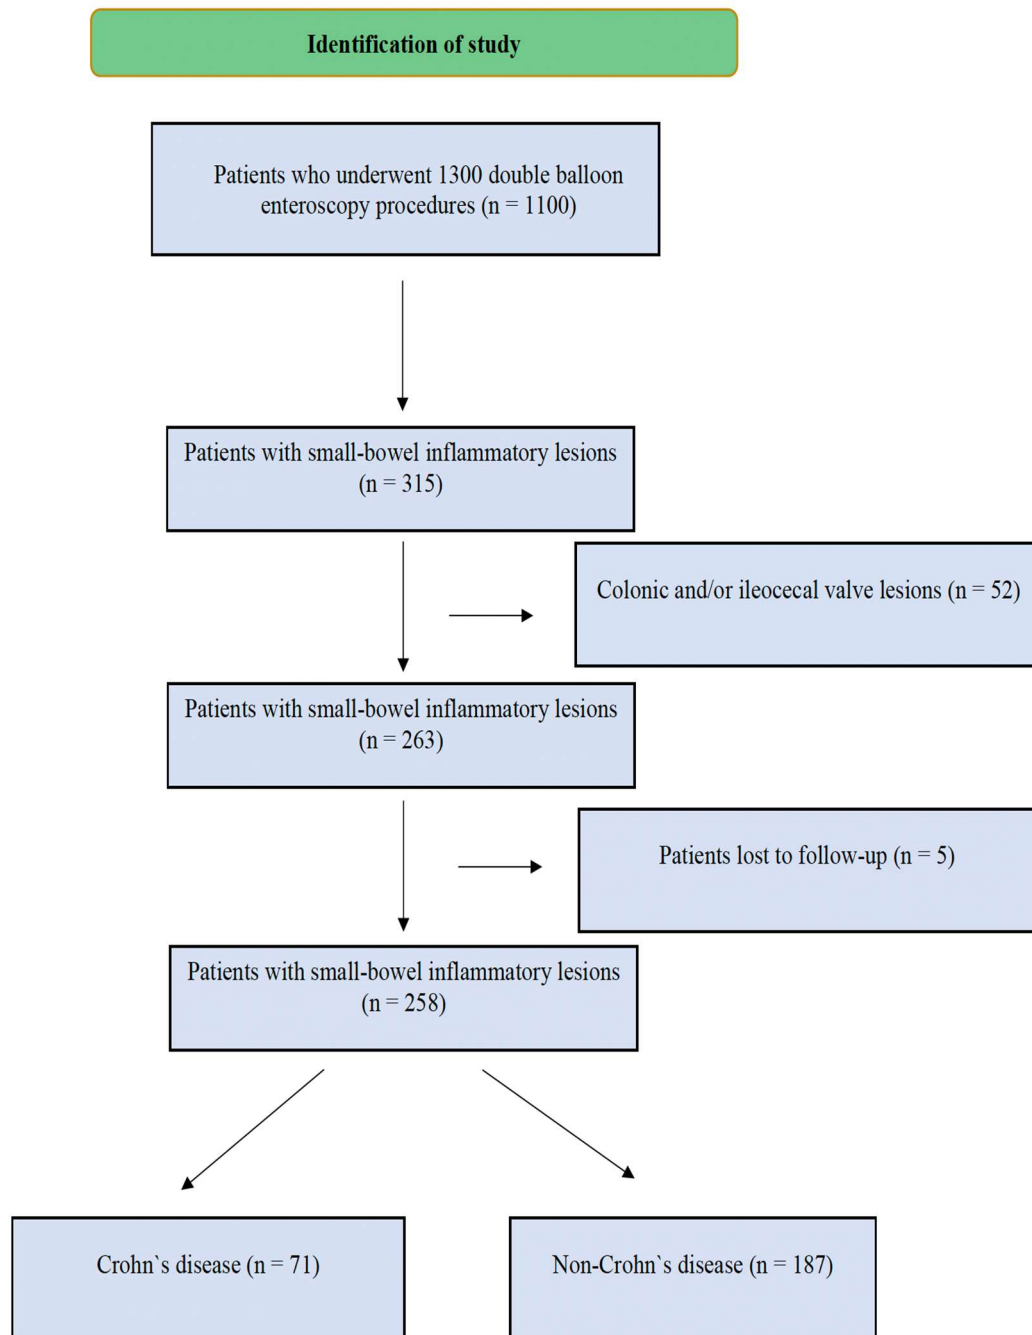 Identification of study
Patients who underwent 1300 double balloon
enteroscopy procedures (n = 1100)
Patients with small-bowel inflammatory lesions
(n = 315)
Colonic and/or ileocecal valve lesions (n = 52)
Patients with small-bowel inflammatory lesions
(n = 263)
Patients lost to follow-up (n = 5)
Patients with small-bowel inflammatory lesions
(n = 258)
Crohn`s disease (n = 71)
Non-Crohn`s disease (n = 187)